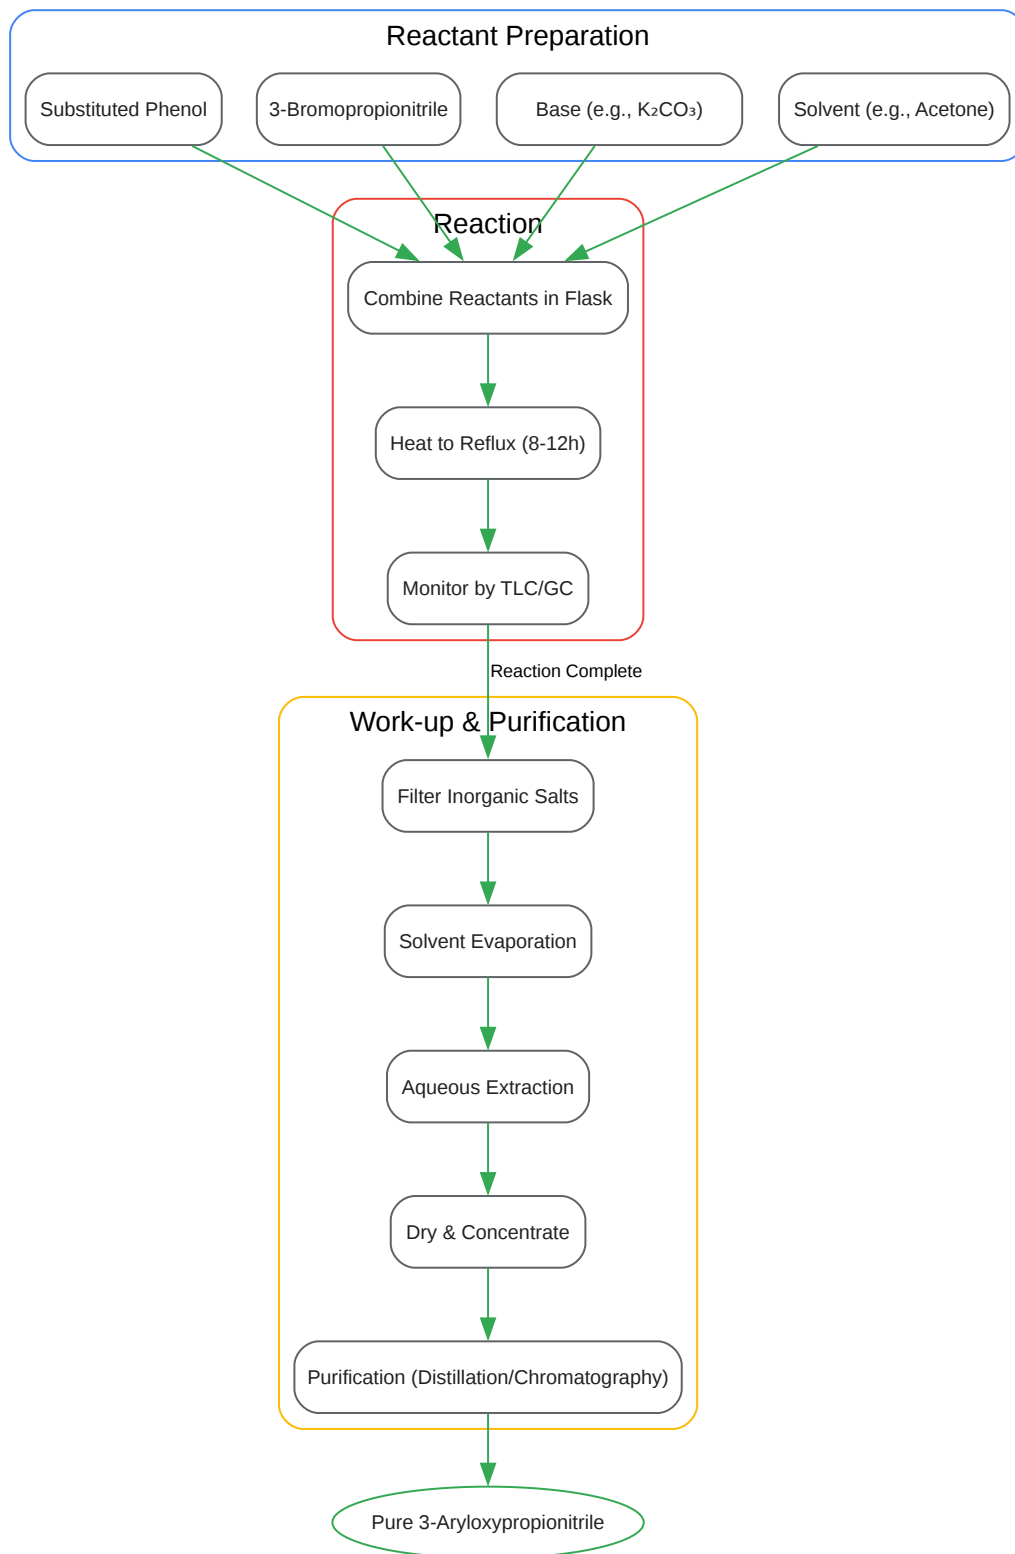 Reactant Preparation
Substituted Phenol
3-Bromopropionitrile
Base (e.g., K₂CO₃)
Solvent (e.g., Acetone)
Reaction
Combine Reactants in Flask
Heat to Reflux (8-12h)
Monitor by TLC/GC
Reaction Complete
Work-up & Purification
Filter Inorganic Salts
Solvent Evaporation
Aqueous Extraction
Dry & Concentrate
Purification (Distillation/Chromatography)
Pure 3-Aryloxypropionitrile